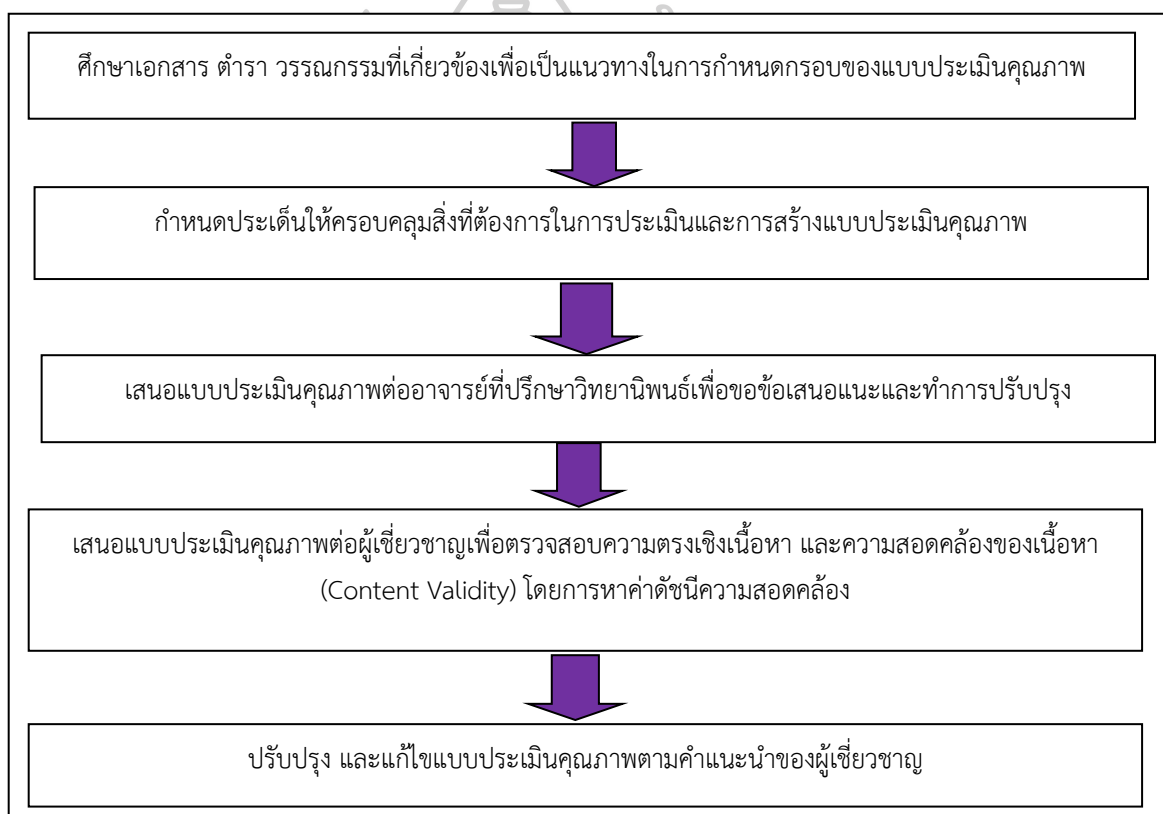 ศึกษาเอกสาร ตำรา วรรณกรรมที่เกี่ยวข้องเพื่อเป็นแนวทางในการกำหนดกรอบของแบบประเมินคุณภาพ
กำหนดประเด็นให้ครอบคลุมสิ่งที่ต้องการในการประเมินและการสร้างแบบประเมินคุณภาพ
เสนอแบบประเมินคุณภาพต่ออาจารย์ที่ปรึกษาวิทยานิพนธ์เพื่อขอข้อเสนอแนะและทำการปรับปรุง
เสนอแบบประเมินคุณภาพต่อผู้เชี่ยวชาญเพื่อตรวจสอบความตรงเชิงเนื้อหา และความสอดคล้องของเนื้อหา
(Content Validity) โดยการหาค่าดัชนีความสอดคล้อง
ปรับปรุง และแก้ไขแบบประเมินคุณภาพตามคำแนะนำของผู้เชี่ยวชาญ